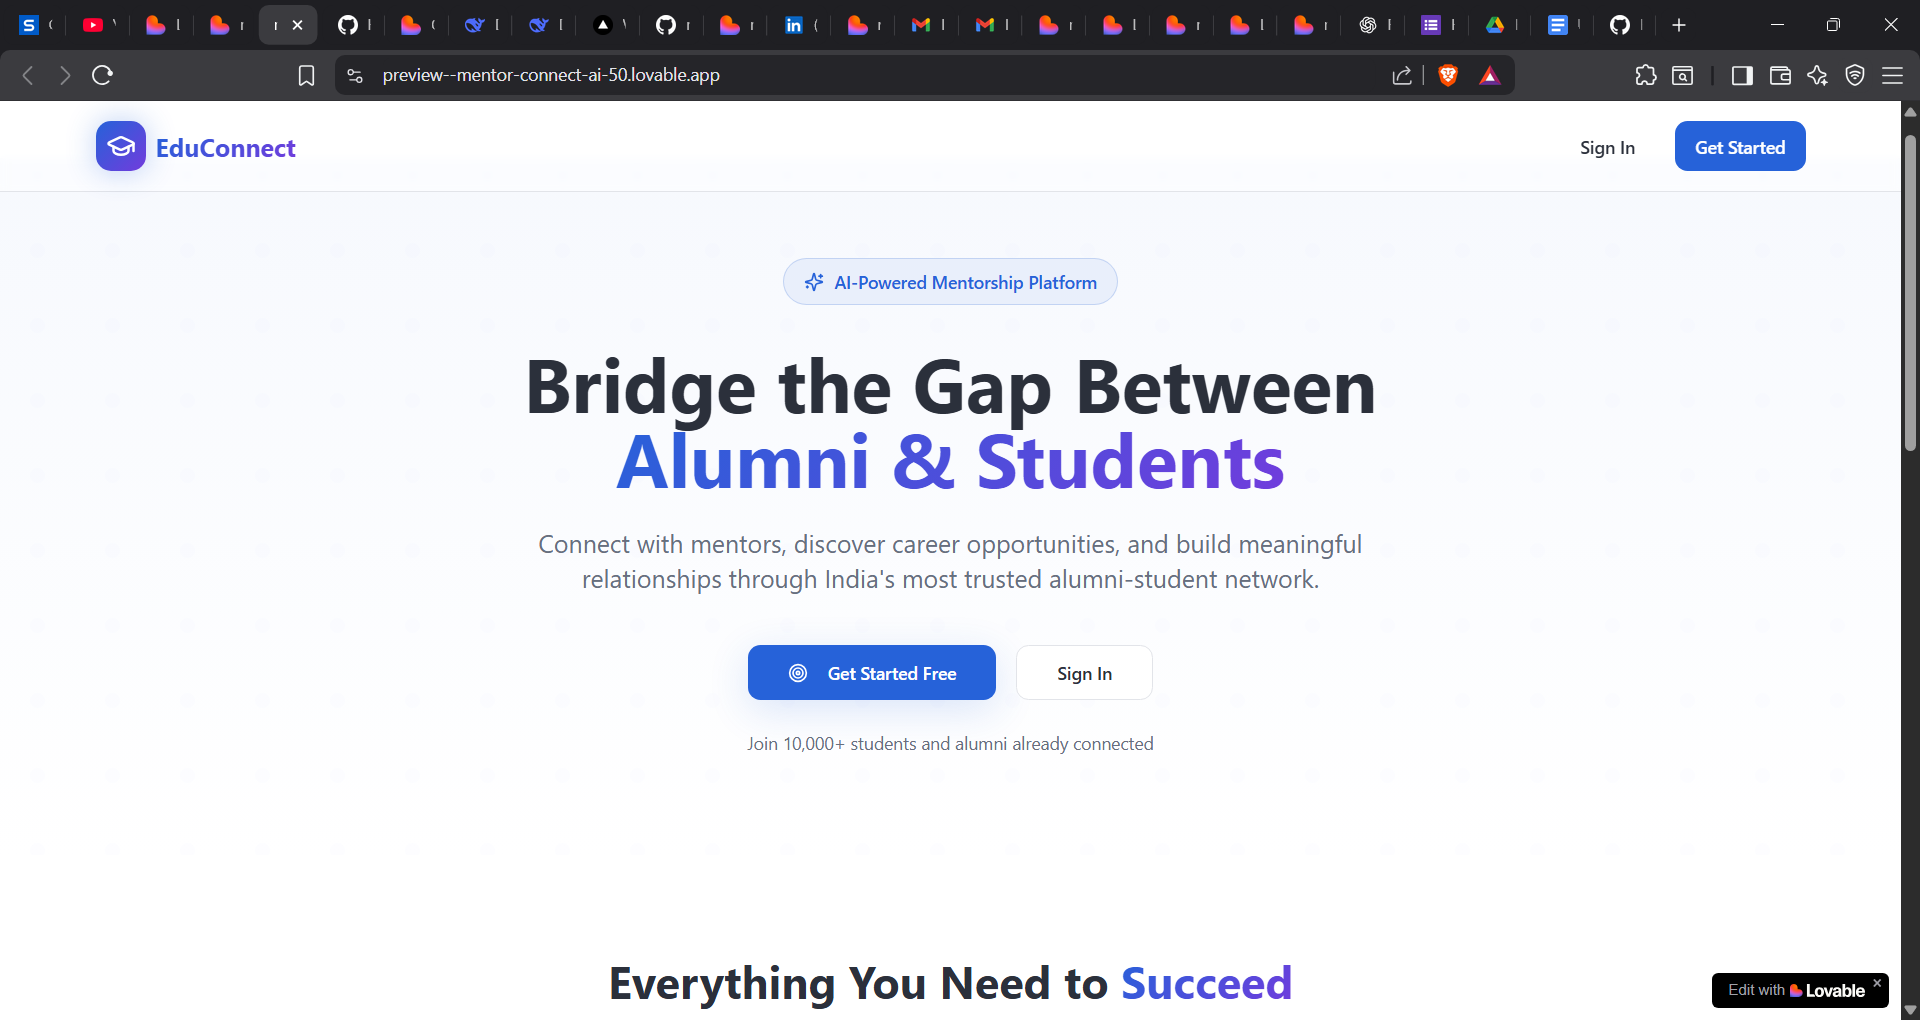 preview--mentor-connect-ai-50.lovable.app
EduConnect
Sign In
Get Started
AI-Powered Mentorship Platform
Bridge the Gap Between
Alumni & Students
Connect with mentors, discover career opportunities, and build meaningful
relationships through India's most trusted alumni-student network.
Get Started Free
Sign In
Join 10,000+ students and alumni already connected
Everything You Need to Succeed
Edit with Lovable